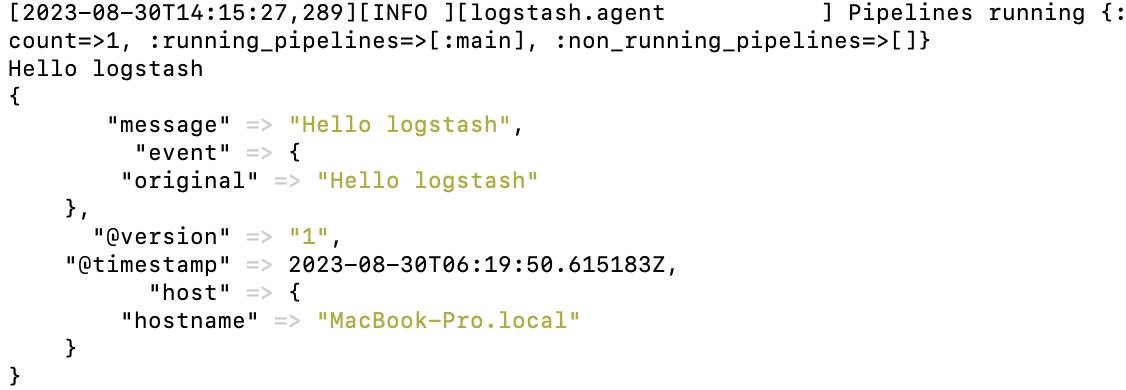 [2023-08-30T14:15:27,289][INFO ][logstash.agent           ] Pipelines running {:
count=>1, :running_pipelines=>[:main], :non_running_pipelines=>[]}
Hello logstash
{
       "message" => "Hello logstash",
         "event" => {
        "original" => "Hello logstash"
    },
      "@version" => "1",
    "@timestamp" => 2023-08-30T06:19:50.615183Z,
          "host" => {
        "hostname" => "MacBook-Pro.local"
    }
}